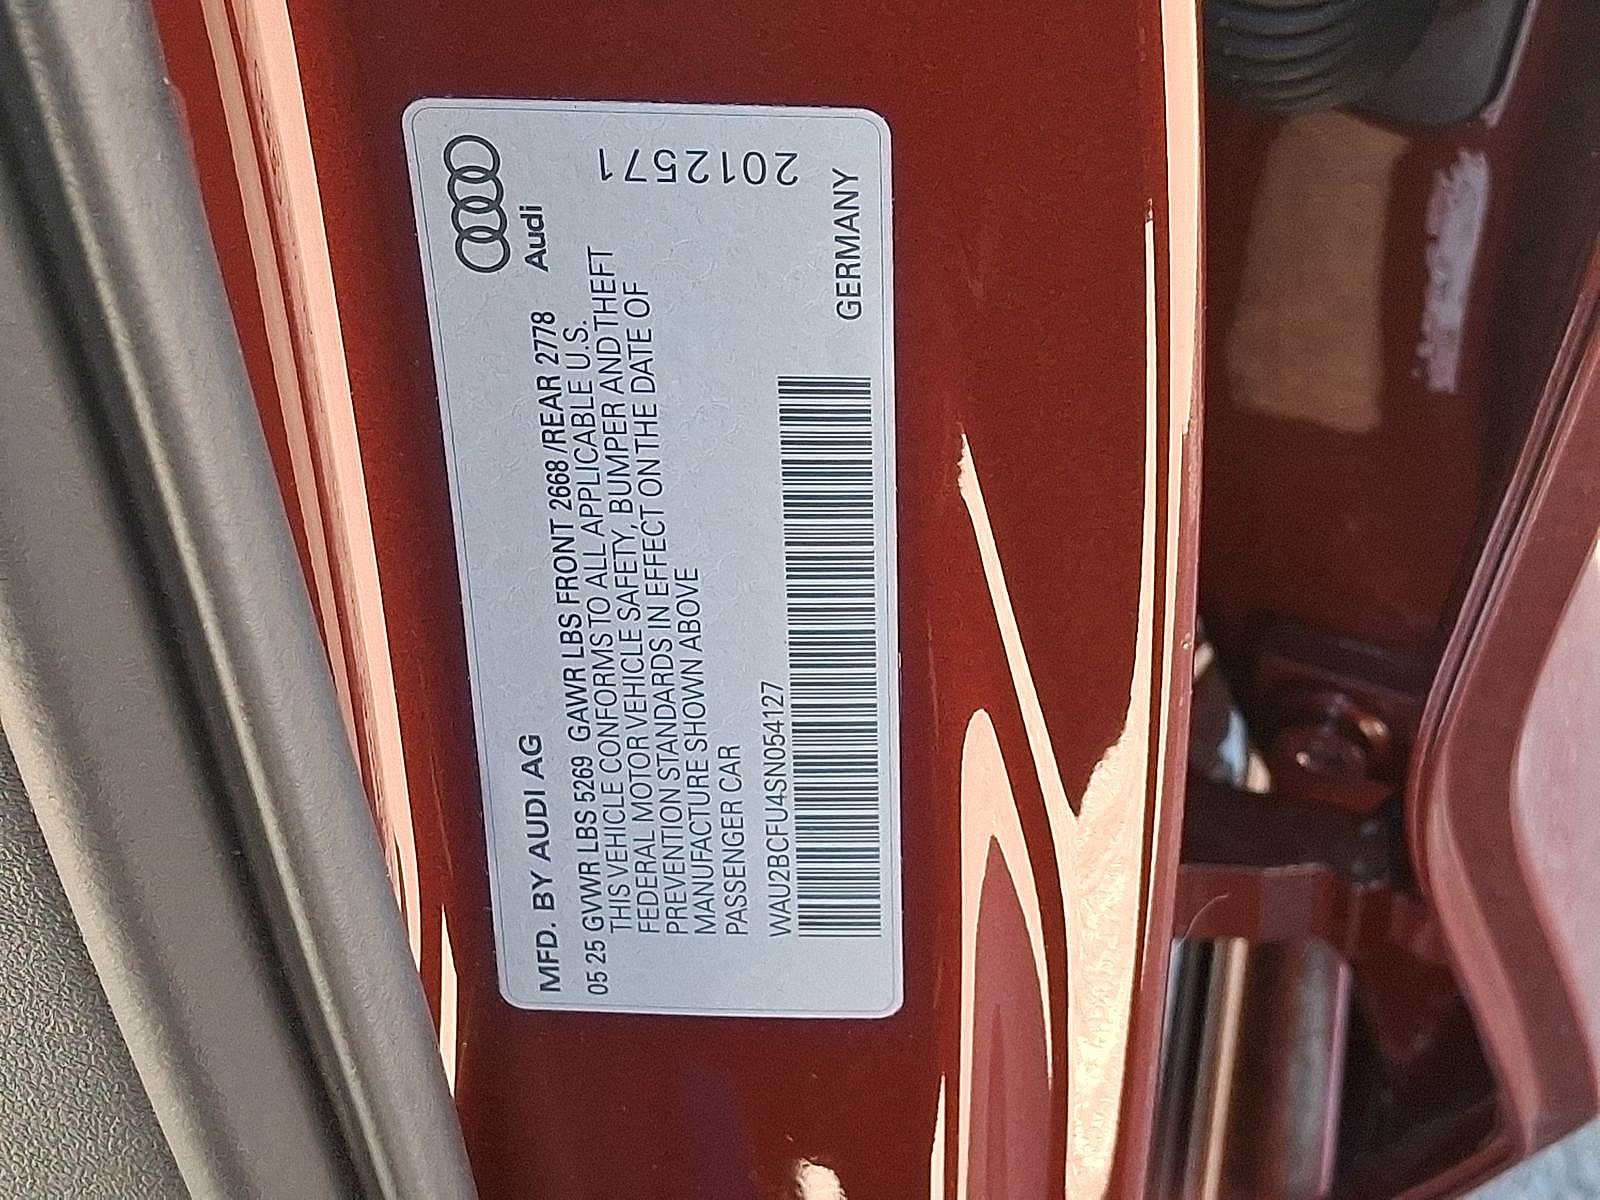 Audi
MFD. BY AUDI AG
05 25 GVWR LBS 5269 GAWR LBS FRONT 2668 /REAR 2778
THIS VEHICLE CONFORMS TO ALL APPLICABLE U.S.
FEDERAL MOTOR VEHICLE SAFETY, BUMPER AND THEFT
PREVENTION STANDARDS IN EFFECT ON THE DATE OF
MANUFACTURE SHOWN ABOVE
PASSENGER CAR
WAU2BCFU4SN054127
GERMANY
2012571